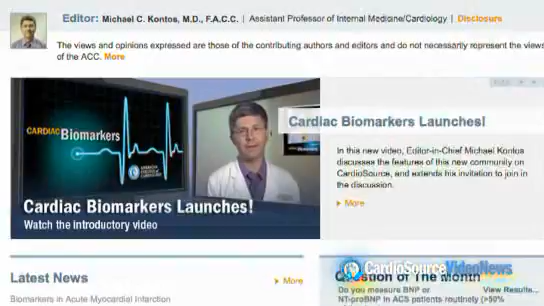 Editor: Michael C. Kontos, M.D., F.A.C.C. | Assistant Professor of Internal Medicine/Cardiology | Disclosure
The views and opinions expressed are those of the contributing authors and editors and do not necessarily represent the views
of the ACC. More
CARDIAC Biomarkers
Cardiac Biomarkers Launches!
Watch the introductory video
Cardiac Biomarkers Launches!
In this new video, Editor-in-Chief Michael Kontos
discusses the features of this new community on
CardioSource, and extends his invitation to join in
the discussion.
More
CardioSource VideoNews
Latest News
More
Biomarkers in Acute Myocardial Infarction
Question of The Month
Do you measure BNP or
NT-proBNP in ACS patients routinely (>50%
View Results...